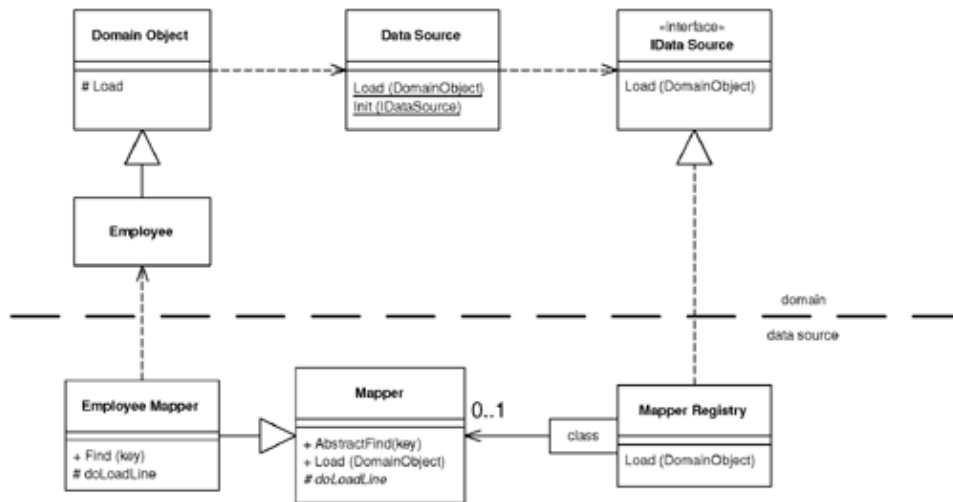 Domain Object
# Load
Data Source
Load (DomainObject)
Init (IDataSource)
«interface»
IData Source
Load (DomainObject)
Employee
domain
data source
Employee Mapper
+ Find (key)
# doLoadLine
Mapper
+ AbstractFind(key)
+ Load (DomainObject)
# doLoadLine
0..1
class
Mapper Registry
Load (DomainObject)